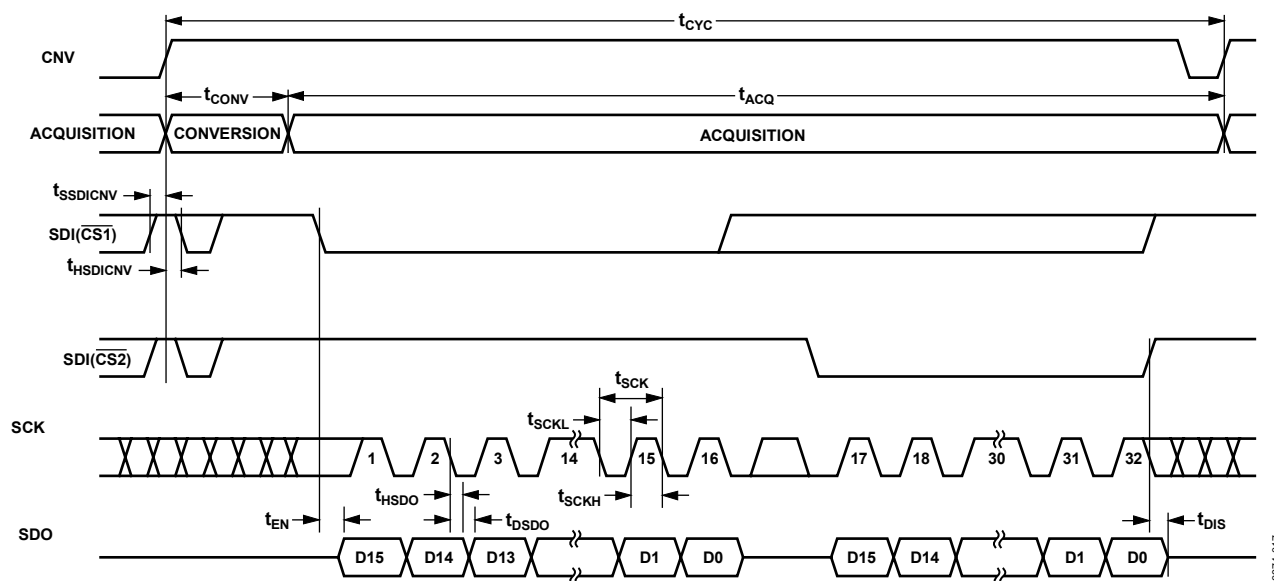 tCYC
CNV
tCONV
tACQ
ACQUISITION
CONVERSION
ACQUISITION
tSSDICNV
SDI(CS1)
tHSDICNV
SDI(CS2)
tSCK
tSCKL
SCK
1 2 3 14 15 16 17 18 30 31 32
tHSDO
tSCKH
tEN
tDSDO
tDIS
SDO
D15 D14 D13 D1 D0 D15 D14 D1 D0